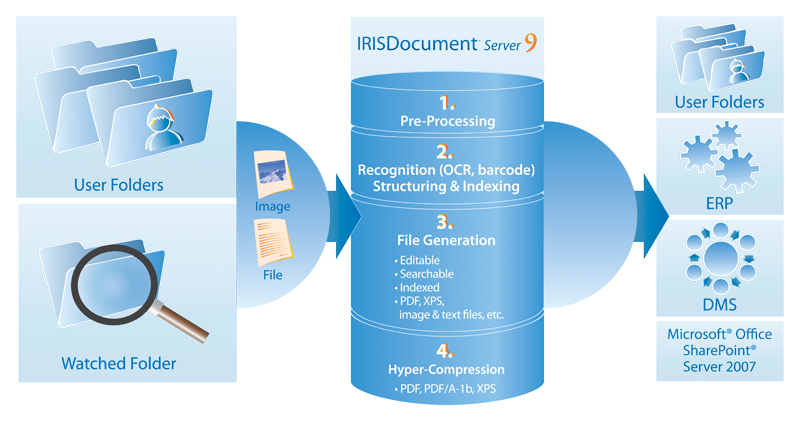 User Folders
Watched Folder
Image
File
IRISDocument™ Server 9
1.
Pre-Processing
2.
Recognition (OCR, barcode)
Structuring & Indexing
3.
File Generation
• Editable
• Searchable
• Indexed
• PDF, XPS,
image & text files, etc.
4.
Hyper-Compression
• PDF, PDF/A-1b, XPS
User Folders
ERP
DMS
Microsoft® Office
SharePoint®
Server 2007